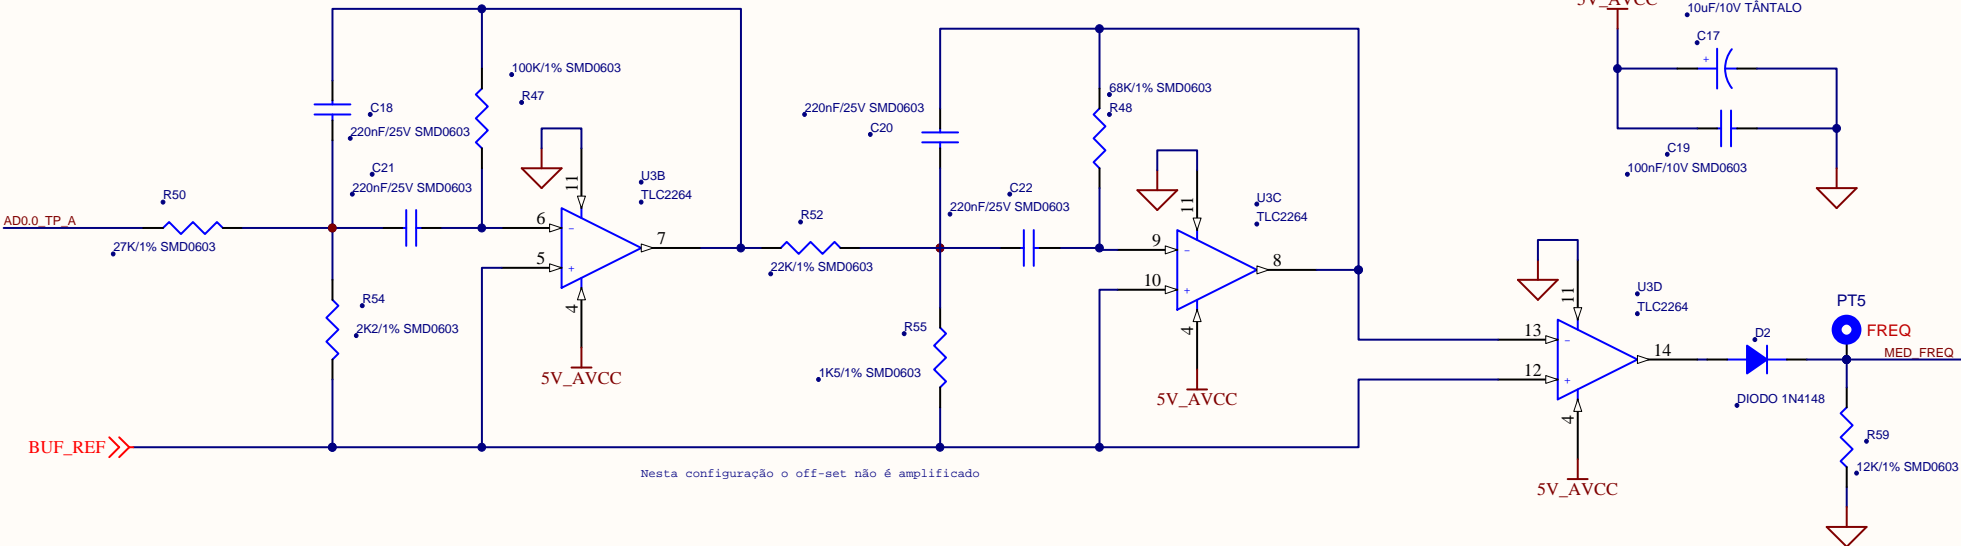 5V_AVCC
10uF/10V TÂNTALO
C17
+
C19
100nF/10V SMD0603
100K/1% SMD0603
R47
C18
220nF/25V SMD0603
C21
220nF/25V SMD0603
R50
AD0.0_TP_A
27K/1% SMD0603
R54
2K2/1% SMD0603
11
U3B
TLC2264
6
-
5
+
7
4
5V_AVCC
220nF/25V SMD0603
C20
68K/1% SMD0603
R48
C22
220nF/25V SMD0603
R52
22K/1% SMD0603
R55
1K5/1% SMD0603
11
U3C
TLC2264
9
-
10
+
8
4
5V_AVCC
11
U3D
TLC2264
13
-
12
+
14
4
5V_AVCC
D2
DIODO 1N4148
PT5
FREQ
MED_FREQ
R59
12K/1% SMD0603
BUF_REF
Nesta configuração o off-set não é amplificado